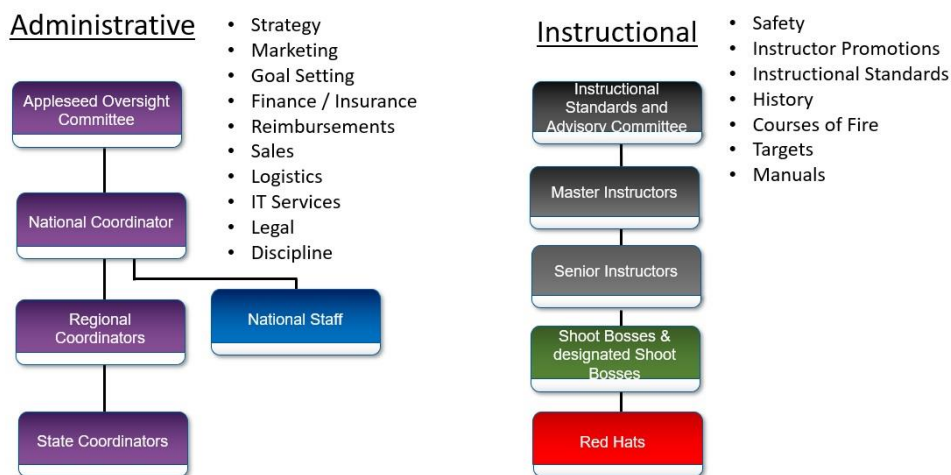 Administrative
• Strategy
• Marketing
• Goal Setting
• Finance / Insurance
• Reimbursements
• Sales
• Logistics
• IT Services
• Legal
• Discipline
Appleseed Oversight
Committee
National Coordinator
Regional
Coordinators
National Staff
State Coordinators
Instructional
• Safety
• Instructor Promotions
• Instructional Standards
• History
• Courses of Fire
• Targets
• Manuals
Instructional
Standards and
Advisory Committee
Master Instructors
Senior Instructors
Shoot Bosses &
designated Shoot
Bosses
Red Hats